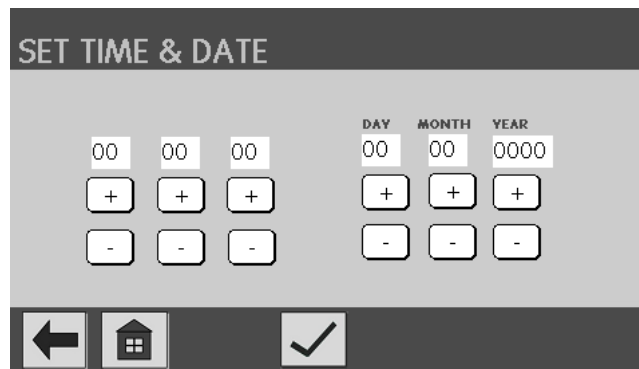 SET TIME & DATE
DAY MONTH YEAR
00 00 00 00 00 0000
+ + + + + +
- - - - - -